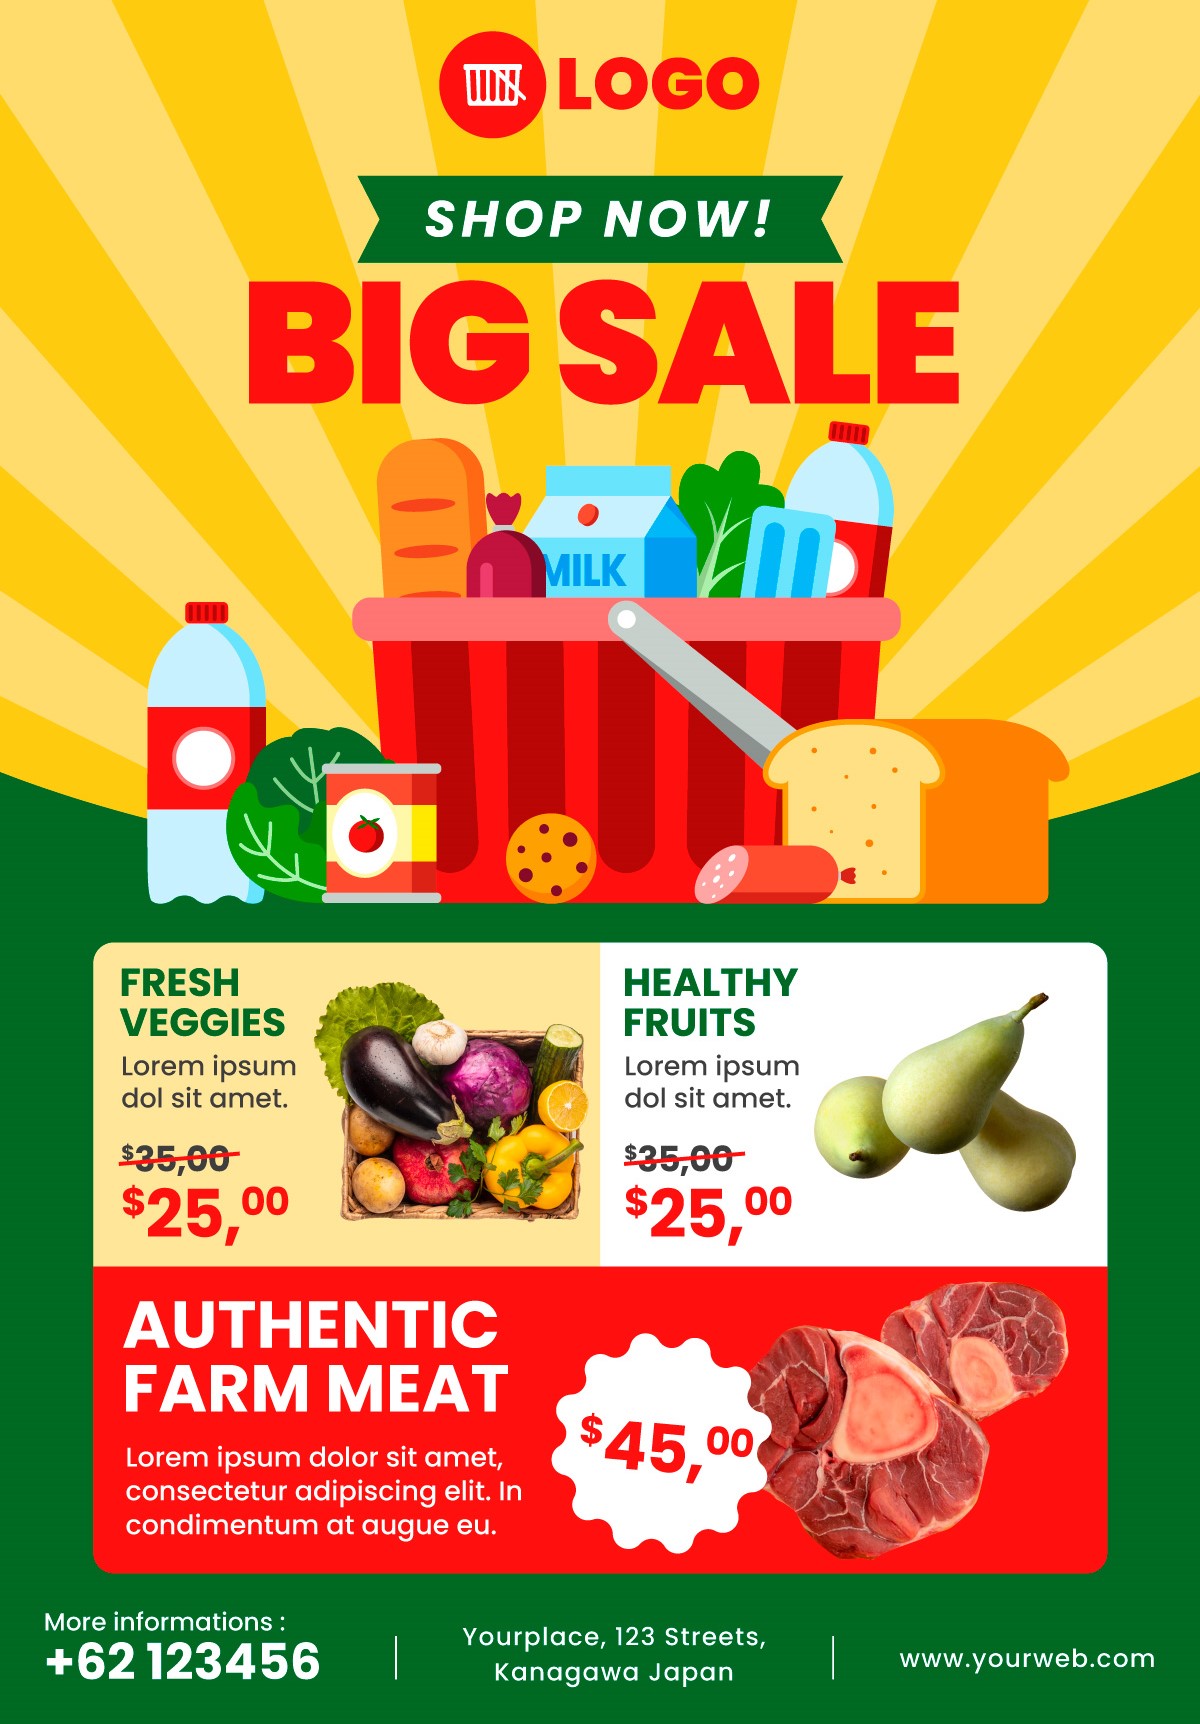 LOGO
SHOP NOW!
BIG SALE
MILK
FRESH
VEGGIES
Lorem ipsum
dol sit amet.
$35,00
$25,00
HEALTHY
FRUITS
Lorem ipsum
dol sit amet.
$35,00
$25,00
AUTHENTIC
FARM MEAT
Lorem ipsum dolor sit amet,
consectetur adipiscing elit. In
condimentum at augue eu.
$45,00
More informations :
+62 123456
Yourplace, 123 Streets,
Kanagawa Japan
www.yourweb.com